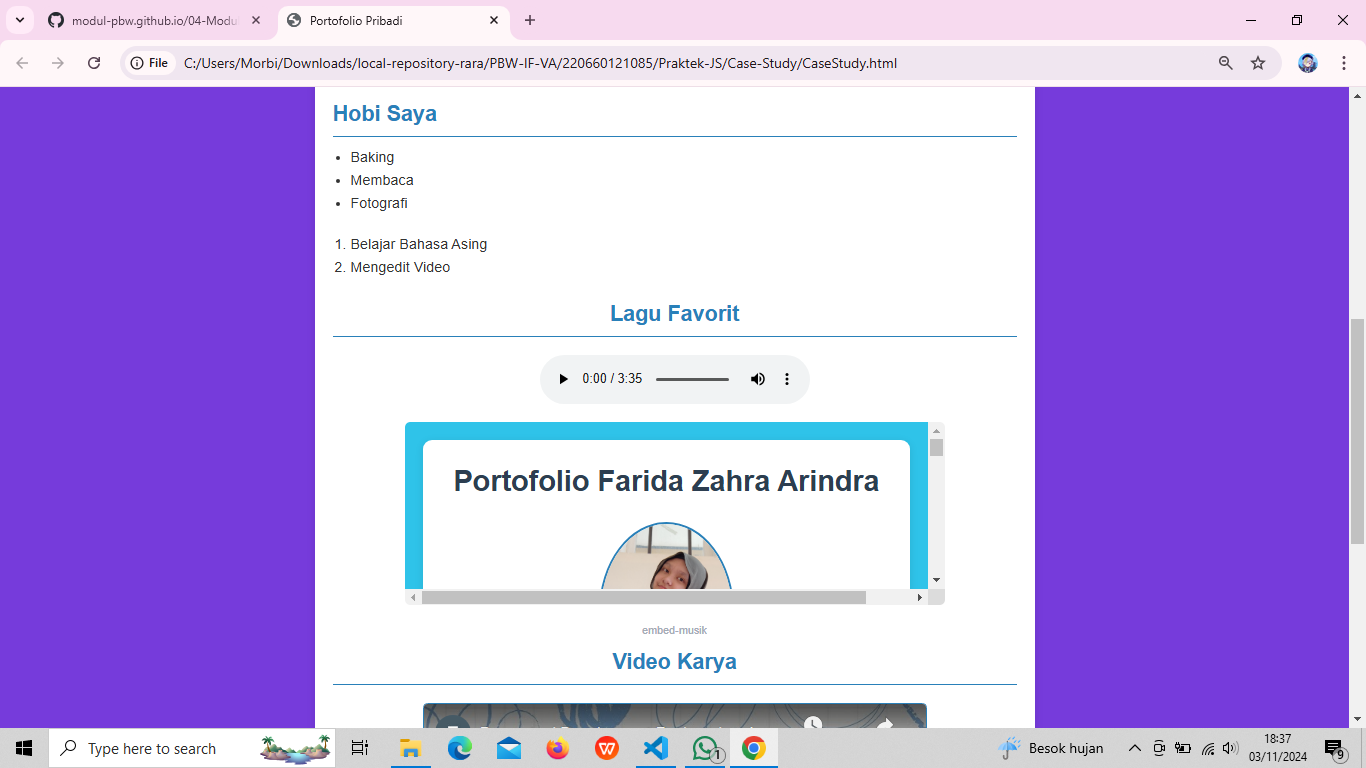 modul-pbw.github.io/04-Modu
Portofolio Pribadi
File
C:/Users/Morbi/Downloads/local-repository-rara/PBW-IF-VA/220660121085/Praktek-JS/Case-Study/CaseStudy.html
Hobi Saya
• Baking
• Membaca
• Fotografi
1. Belajar Bahasa Asing
2. Mengedit Video
Lagu Favorit
0:00 / 3:35
Portofolio Farida Zahra Arindra
embed-musik
Video Karya
Type here to search
W
1
Besok hujan
18:37
03/11/2024
9